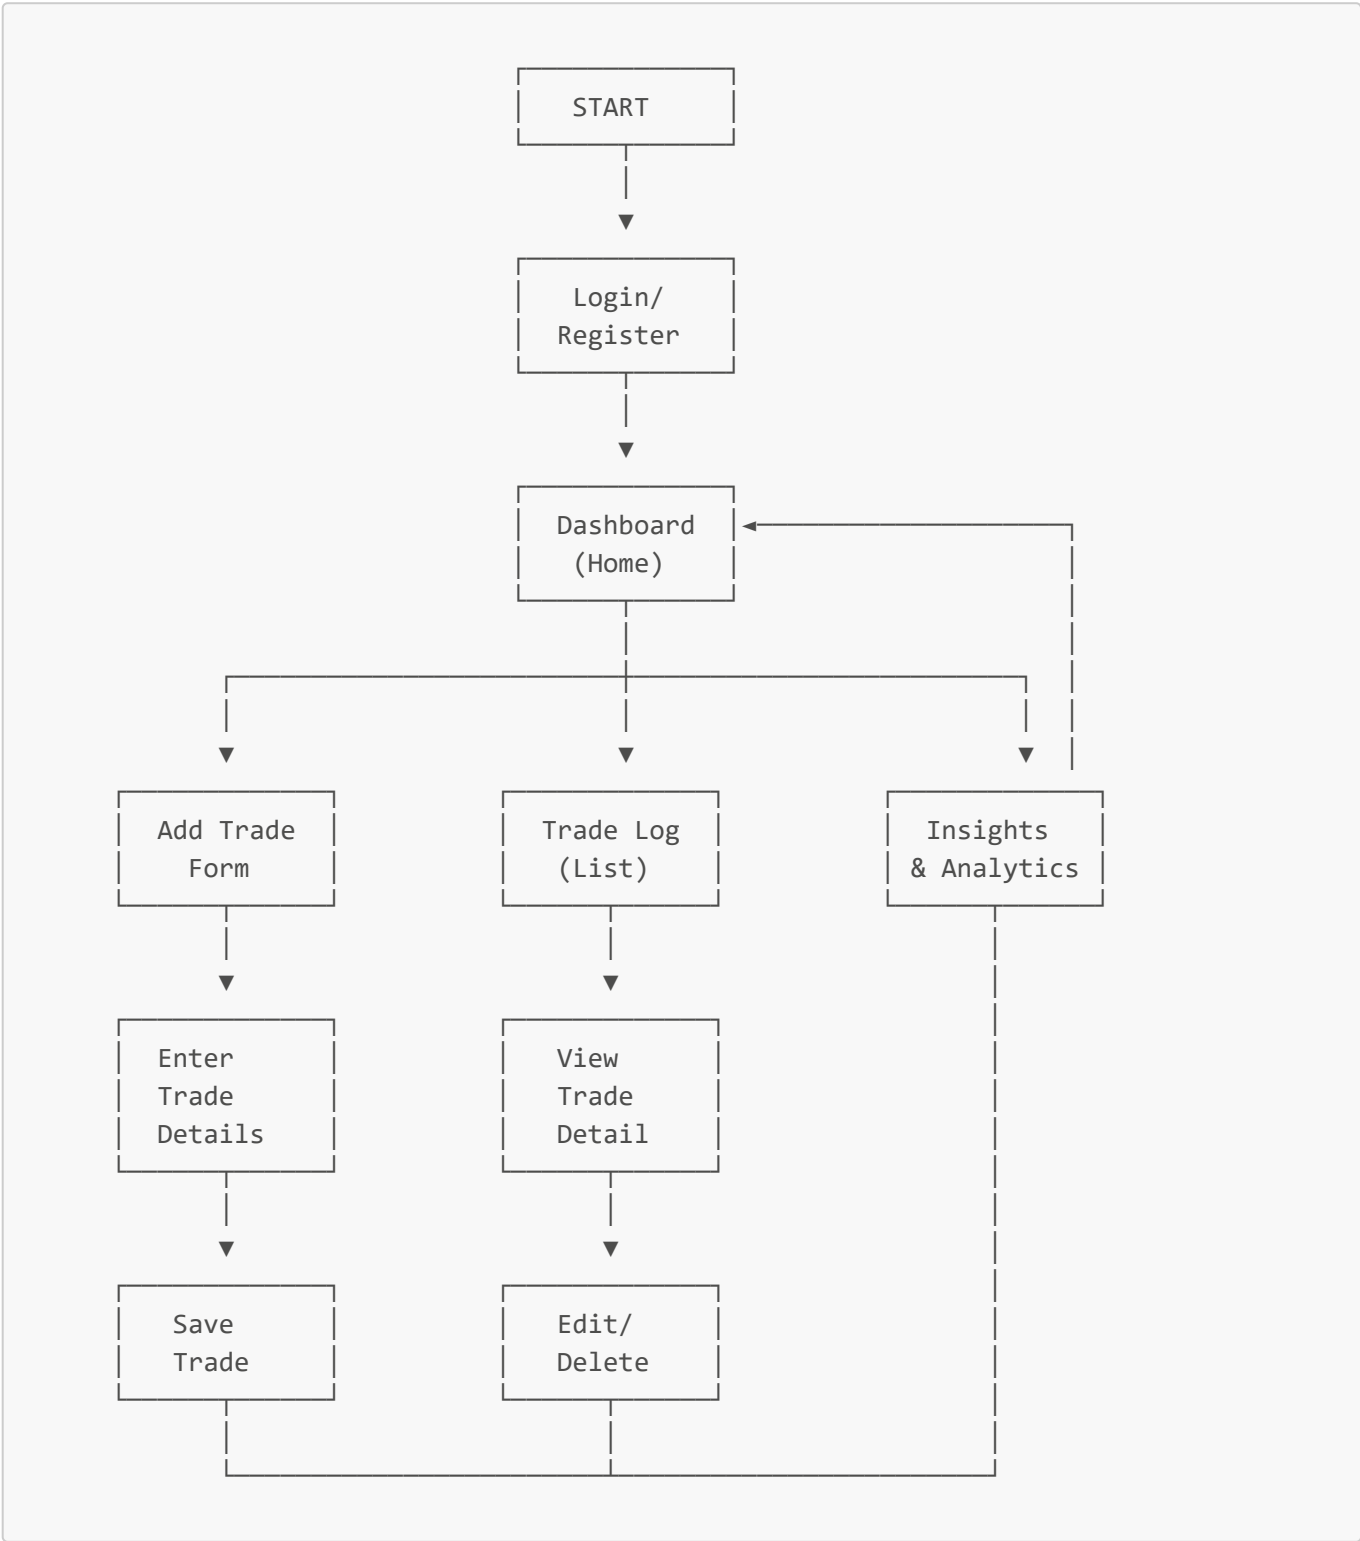 START
Login/
Register
Dashboard
(Home)
Add Trade
Form
Trade Log
(List)
Insights
& Analytics
Enter
Trade
Details
View
Trade
Detail
Save
Trade
Edit/
Delete